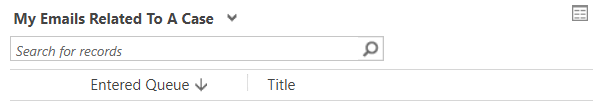 My Emails Related To A Case
Search for records
Entered Queue Title